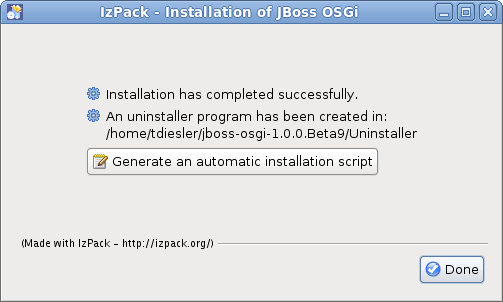 IzPack - Installation of JBoss OSGi
Installation has completed successfully.
An uninstaller program has been created in:
/home/tdiesler/jboss-osgi-1.0.0.Beta9/Uninstaller
Generate an automatic installation script
(Made with IzPack - http://izpack.org/)
Done